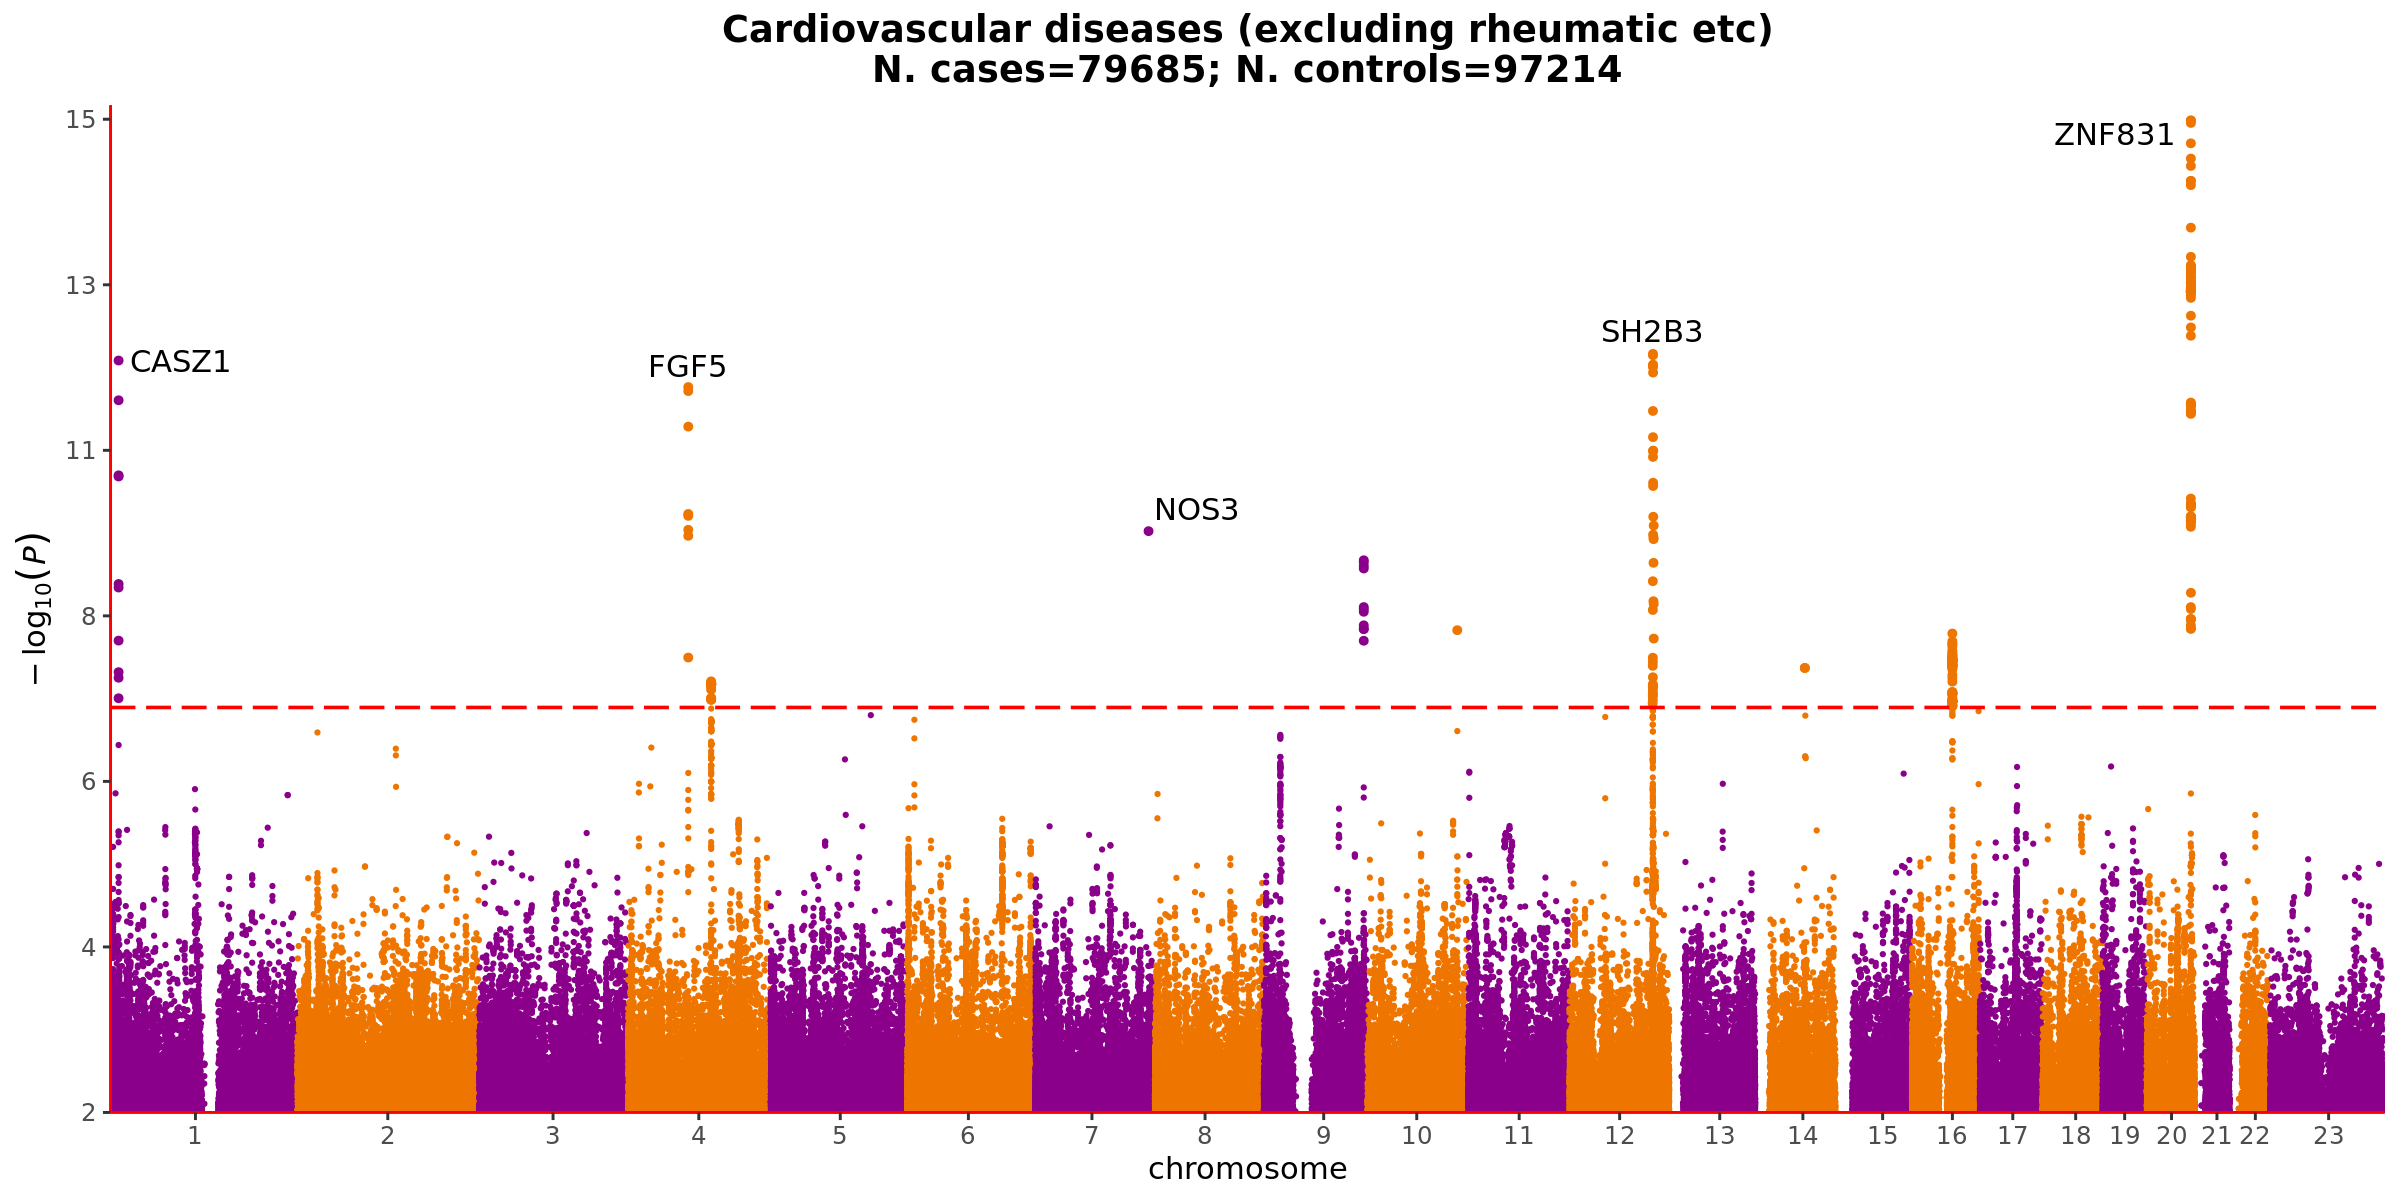 Cardiovascular diseases (excluding rheumatic etc)
N. cases=79685; N. controls=97214
15
ZNF831
13
SH2B3
CASZ1
FGF5
11
NOS3
− log10(P)
8
6
4
2
1 2 3 4 5 6 7 8 9 10 11 12 13 14 15 16 17 18 19 20 21 22 23
chromosome